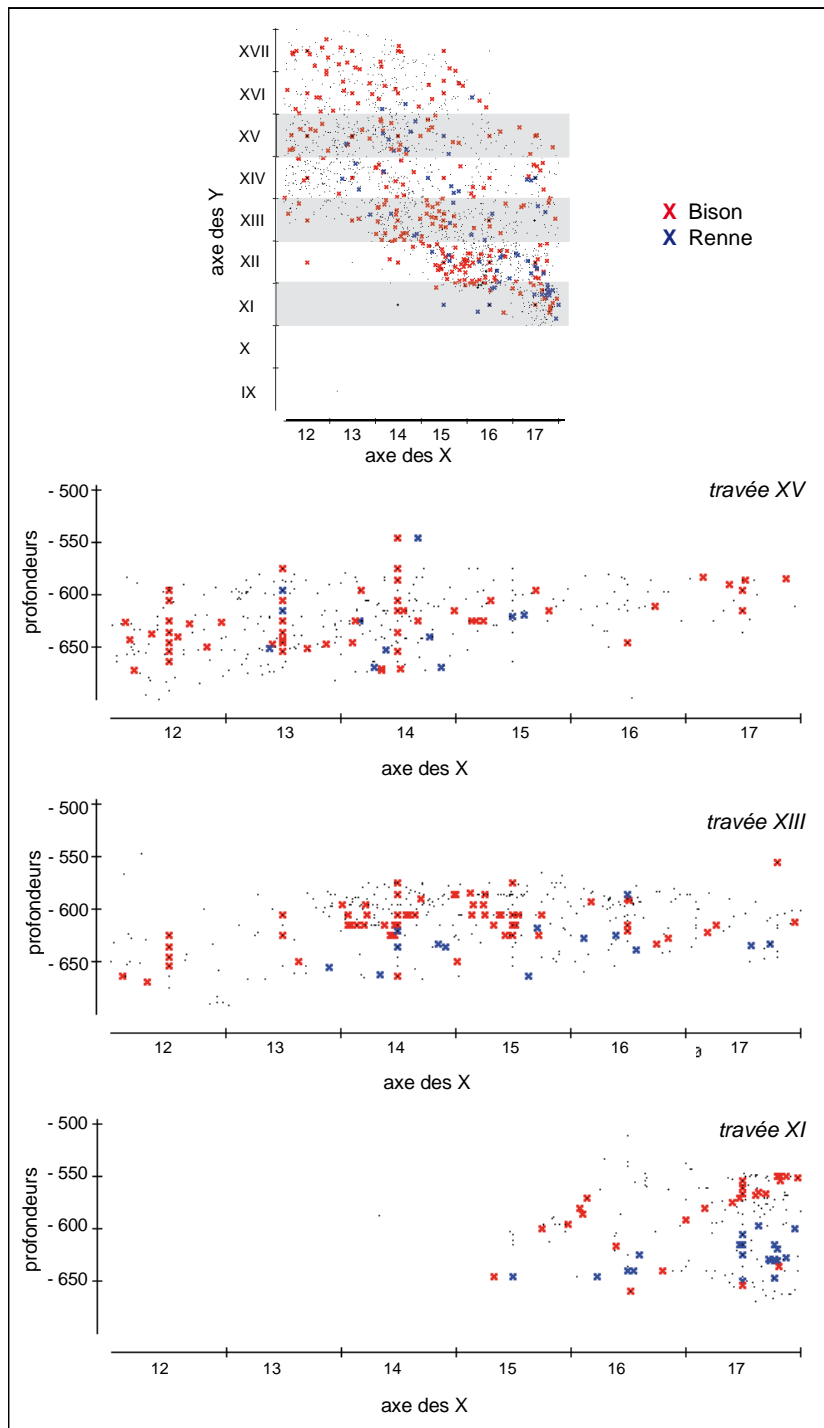 XVII
XVI
XV
XIV
XIII
XII
XI
X
IX
axe des Y
X Bison
X Renne
12 13 14 15 16 17
axe des X
travée XV
- 500
- 550
- 600
- 650
profondeurs
12 13 14 15 16 17
axe des X
travée XIII
- 500
- 550
- 600
- 650
profondeurs
12 13 14 15 16 17
axe des X
travée XI
- 500
- 550
- 600
- 650
profondeurs
12 13 14 15 16 17
axe des X